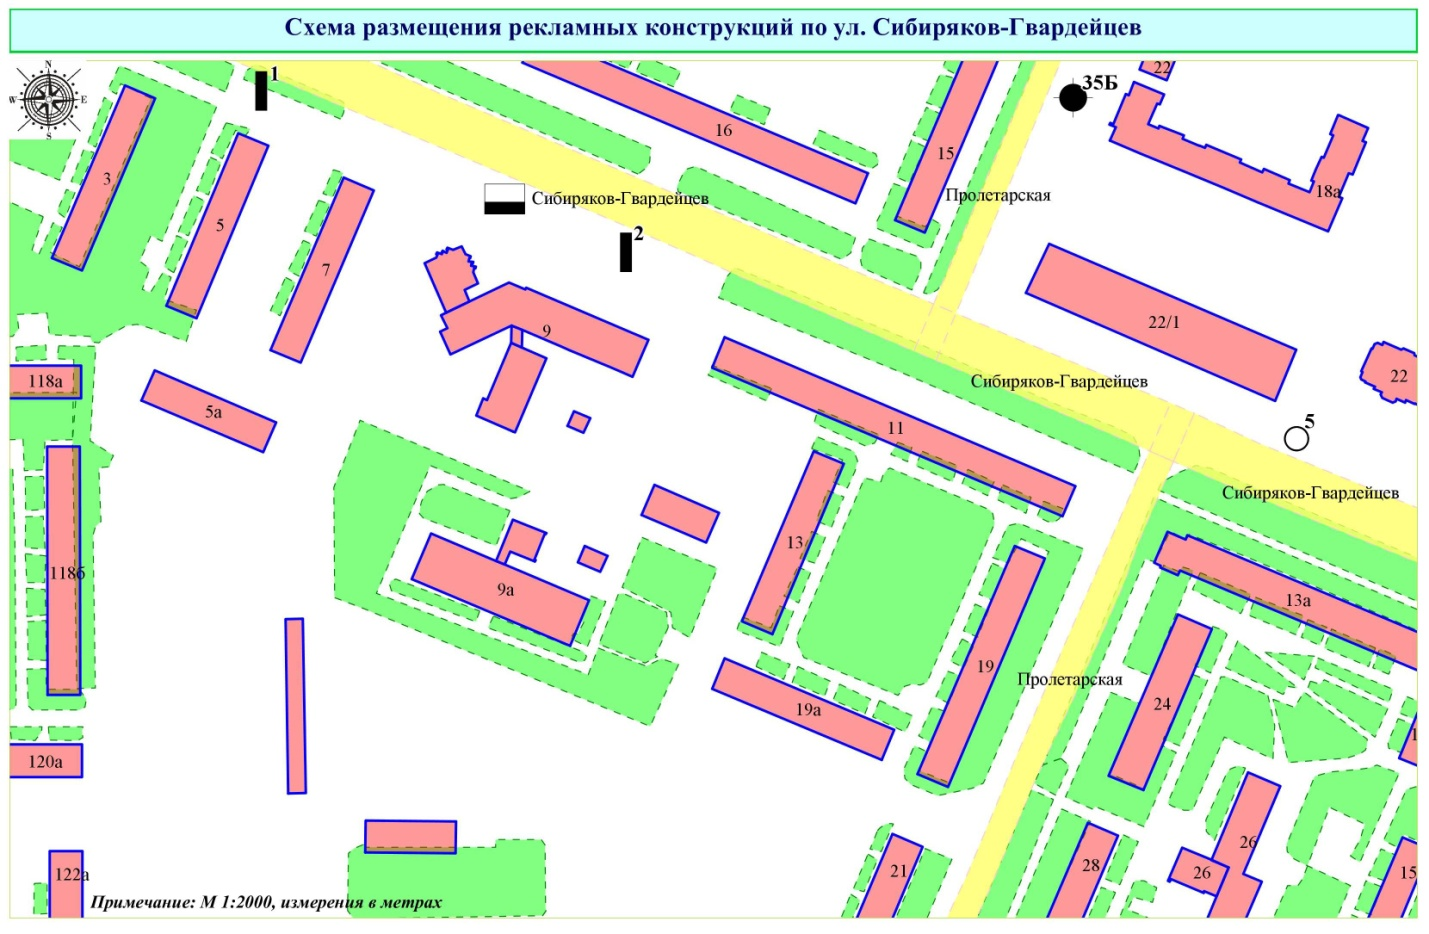 Схема размещения рекламных конструкций по ул. Сибиряков-Гвардейцев
N
W E
S
1
35Б
22
16
15
3
18а
Сибиряков-Гвардейцев
Пролетарская
5
2
7
9
22/1
118а
Сибиряков-Гвардейцев
22
5а
11
5
Сибиряков-Гвардейцев
13
118б
9а
13а
19
Пролетарская
19а
24
1
120а
26
28
26
21
15
122а
Примечание: М 1:2000, измерения в метрах